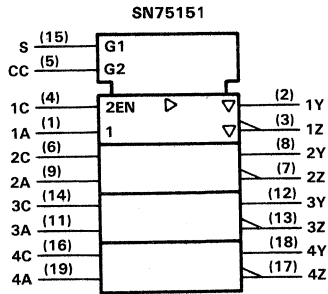 SN75151
S (15) G1
CC (5) G2
1C (4) 2EN ▷ ▽ (2) 1Y
1A (1) 1 ▽ (3) 1Z
2C (6) (8) 2Y
2A (9) (7) 2Z
3C (14) (12) 3Y
3A (11) (13) 3Z
4C (16) (18) 4Y
4A (19) (17) 4Z